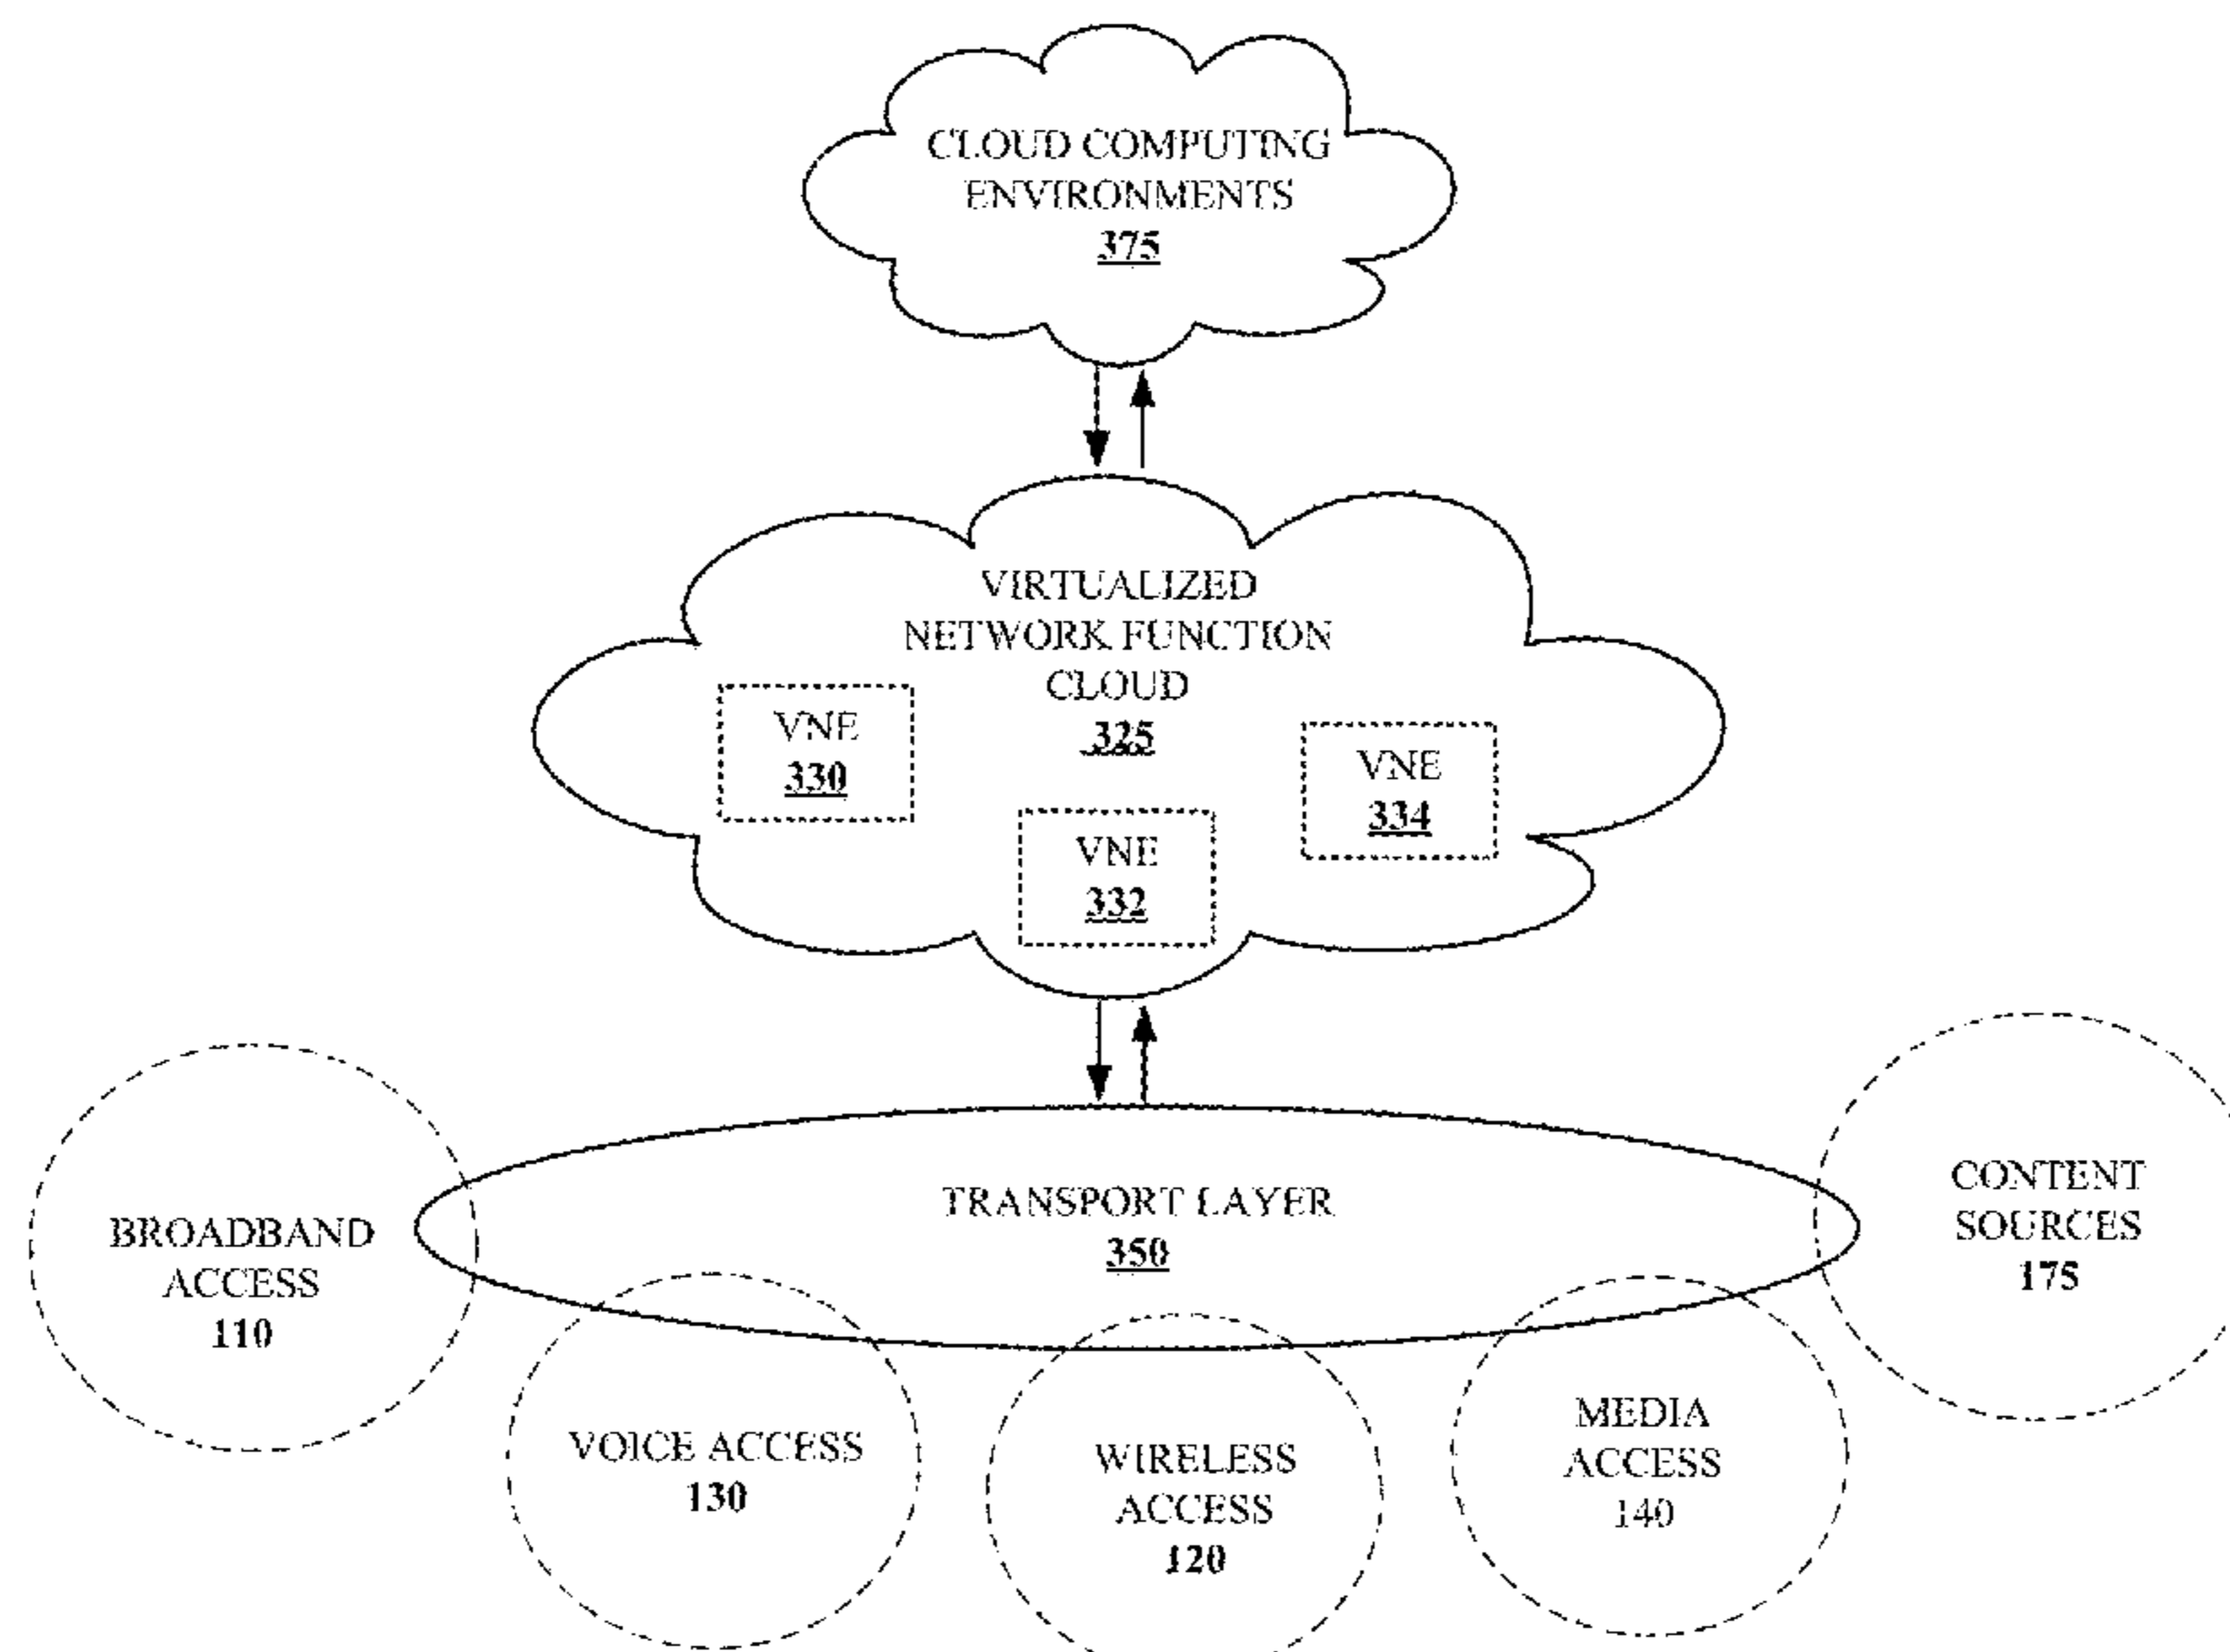 CLOUD COMPUTING
ENVIRONMENTS
375
VIRTUALIZED
NETWORK FUNCTION
CLOUD
325
VNE
330
VNE
334
VNE
332
TRANSPORT LAYER
350
BROADBAND
ACCESS
110
CONTENT
SOURCES
175
VOICE ACCESS
130
WIRELESS
ACCESS
120
MEDIA
ACCESS
140